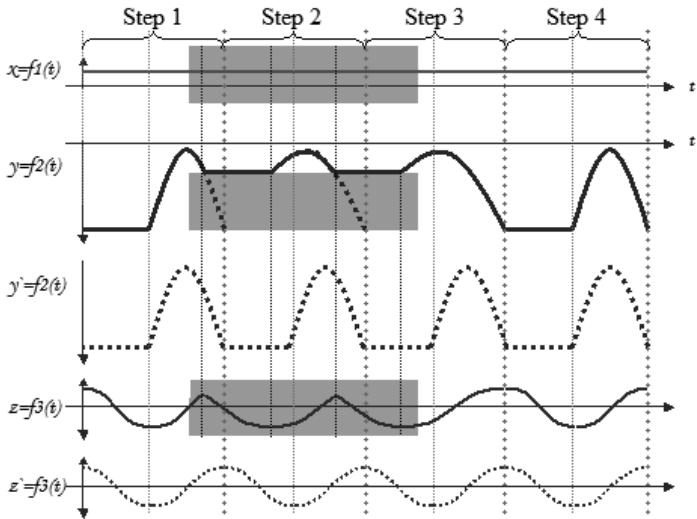 Step 1 Step 2 Step 3 Step 4
x=f1(t)
t
t
y=f2(t)
y`=f2(t)
z=f3(t)
z`=f3(t)